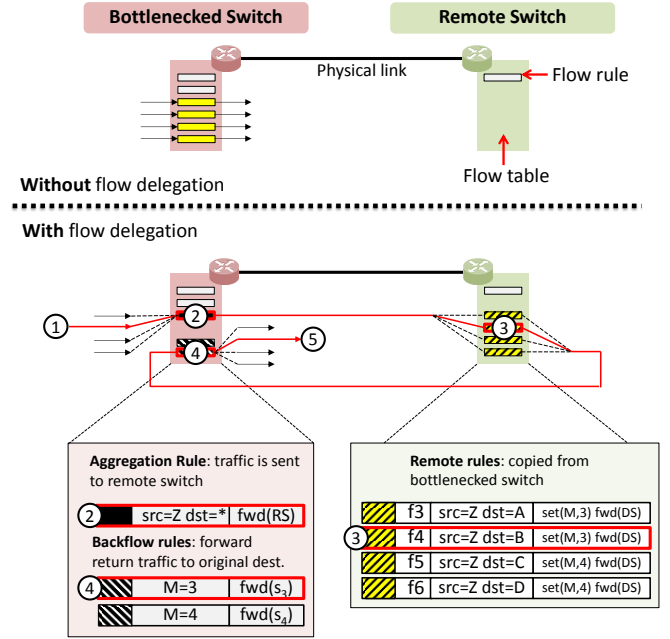 Bottlenecked Switch
Remote Switch
Physical link
Flow rule
Flow table
Without flow delegation
With flow delegation
1
2
3
4
5
Aggregation Rule: traffic is sent
to remote switch
2 src=Z dst=* fwd(RS)
Backflow rules: forward
return traffic to original dest.
4 M=3 fwd(s3)
M=4 fwd(s4)
Remote rules: copied from
bottlenecked switch
f3 src=Z dst=A set(M,3) fwd(DS)
3 f4 src=Z dst=B set(M,3) fwd(DS)
f5 src=Z dst=C set(M,4) fwd(DS)
f6 src=Z dst=D set(M,4) fwd(DS)